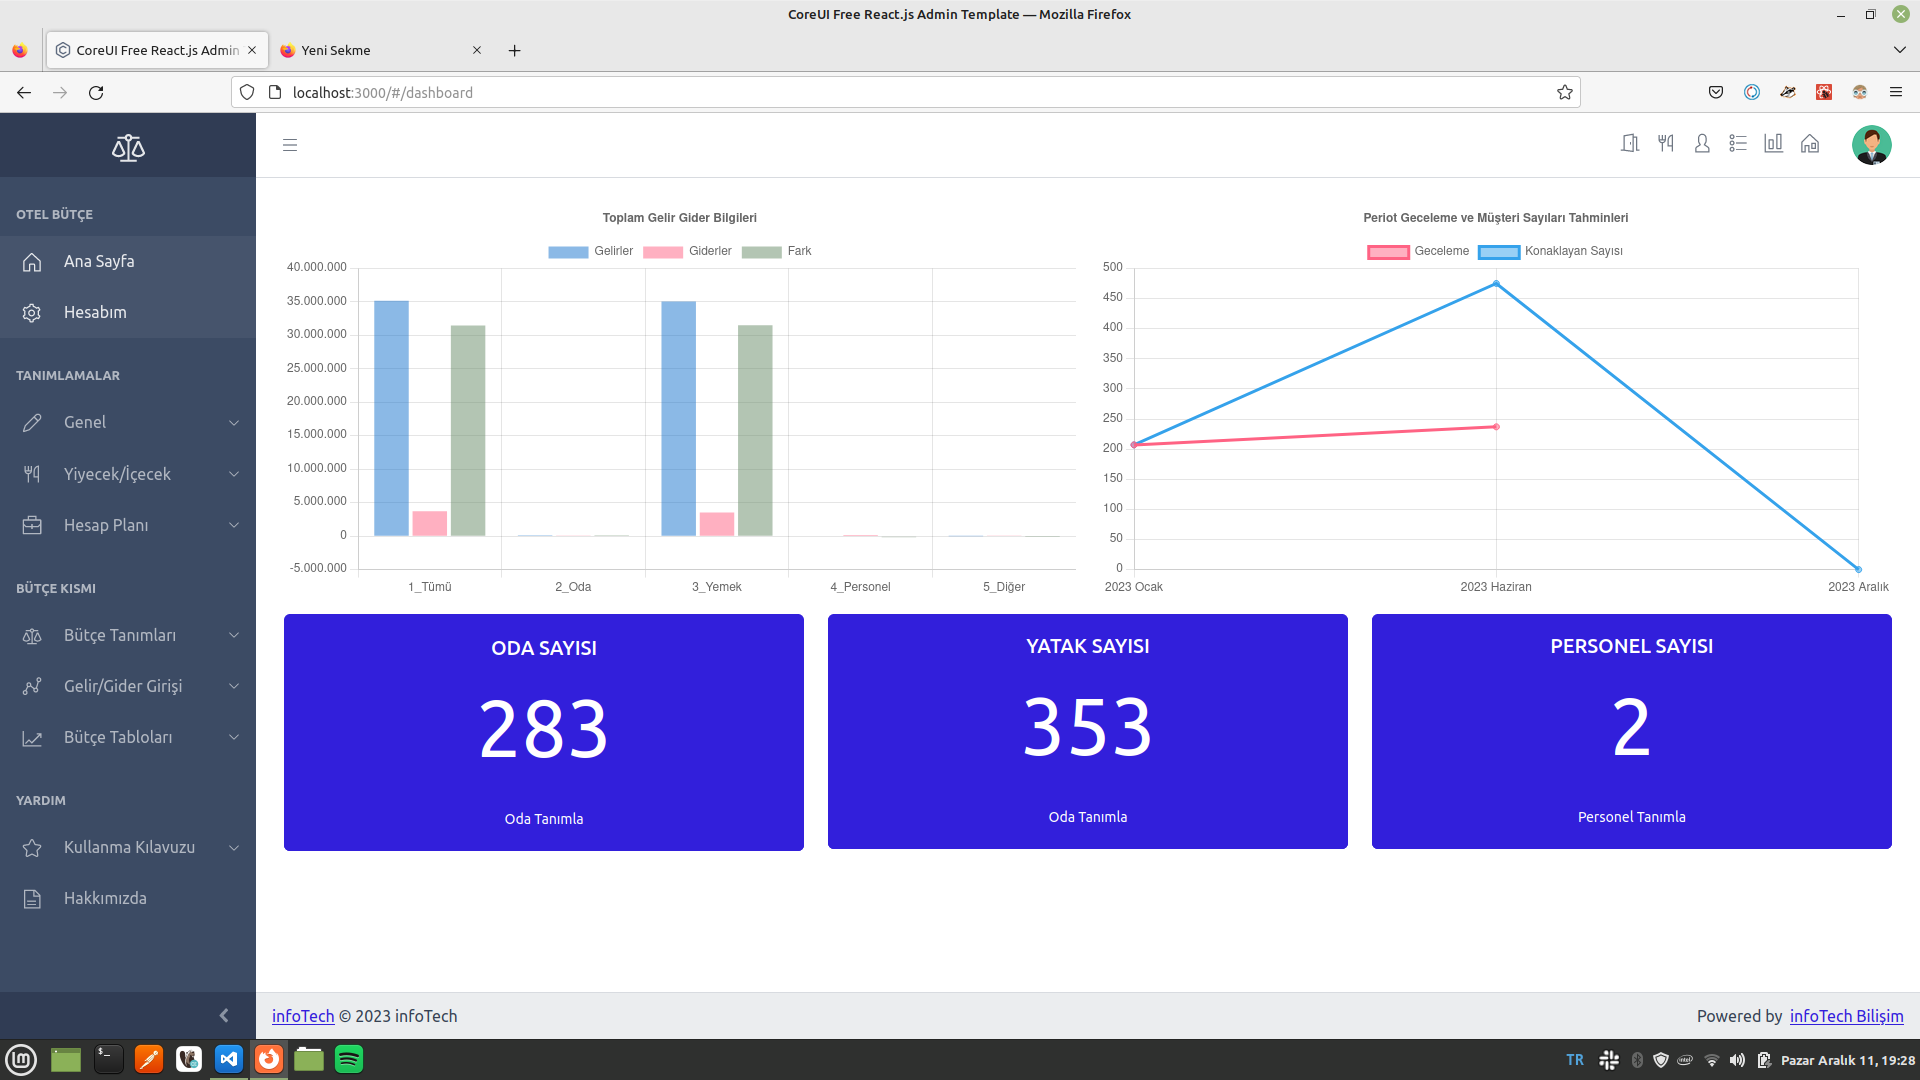 CoreUI Free React.js Admin Template — Mozilla Firefox
CoreUI Free React.js Admin
Yeni Sekme
localhost:3000/#/dashboard
OTEL BÜTÇE
Ana Sayfa
Hesabım
TANIMLAMALAR
Genel
Yiyecek/İçecek
Hesap Planı
BÜTÇE KISMI
Bütçe Tanımları
Gelir/Gider Girişi
Bütçe Tabloları
YARDIM
Kullanma Kılavuzu
Hakkımızda
Toplam Gelir Gider Bilgileri
Gelirler Giderler Fark
40.000.000
35.000.000
30.000.000
25.000.000
20.000.000
15.000.000
10.000.000
5.000.000
0
-5.000.000
1_Tümü 2_Oda 3_Yemek 4_Personel 5_Diğer
Periot Geceleme ve Müşteri Sayıları Tahminleri
Geceleme Konaklayan Sayısı
500
450
400
350
300
250
200
150
100
50
0
2023 Ocak 2023 Haziran 2023 Aralık
ODA SAYISI
283
Oda Tanımla
YATAK SAYISI
353
Oda Tanımla
PERSONEL SAYISI
2
Personel Tanımla
infoTech © 2023 infoTech
Powered by infoTech Bilişim
TR
Pazar Aralık 11, 19:28